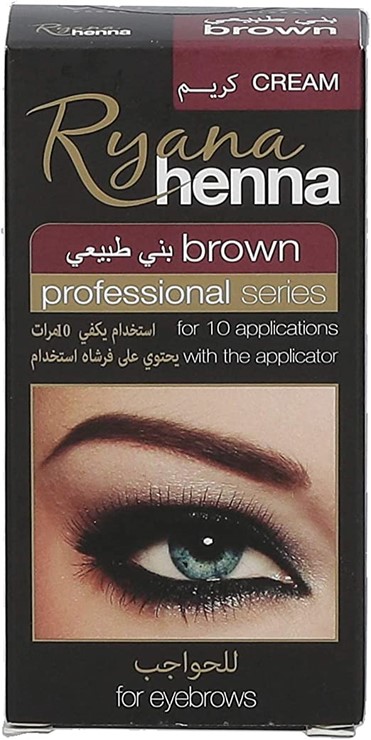 Ryana henna
بني طبيعي brown
كريم CREAM
Ryana
henna
بني طبيعي brown
professional series
استخدام يكفي 10مرات for 10 applications
يحتوي على فرشاه استخدام with the applicator
للحواجب
for eyebrows